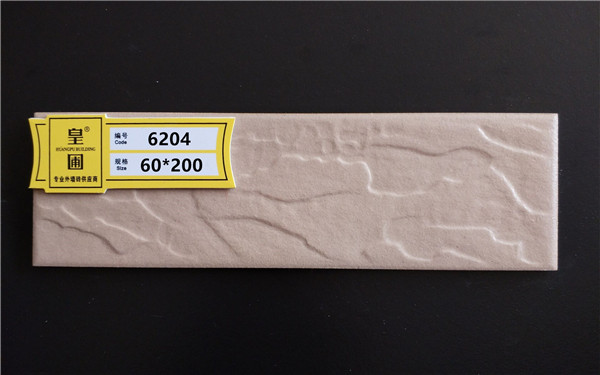 皇®
圃
HUANGPU BUILDING
专业外墙砖供应商
编号
Code
6204
规格
Size
60*200